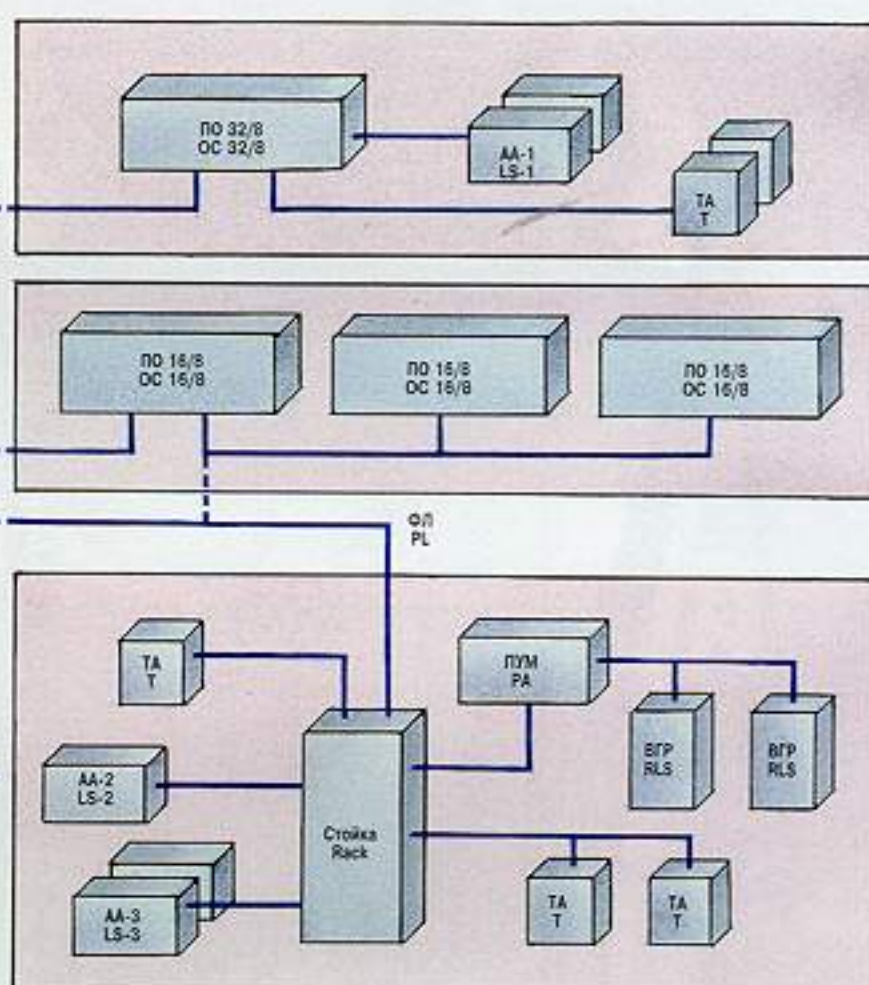 ПО 32/8
ОС 32/8
АА-1
LS-1
ТА
Т
ПО 16/8
ОС 16/8
ПО 16/8
ОС 16/8
ПО 16/8
ОС 16/8
ФЛ
PL
ТА
Т
ПУМ
РА
ВГР
RLS
ВГР
RLS
АА-2
LS-2
Стойка
Rack
АА-3
LS-3
ТА
Т
ТА
Т